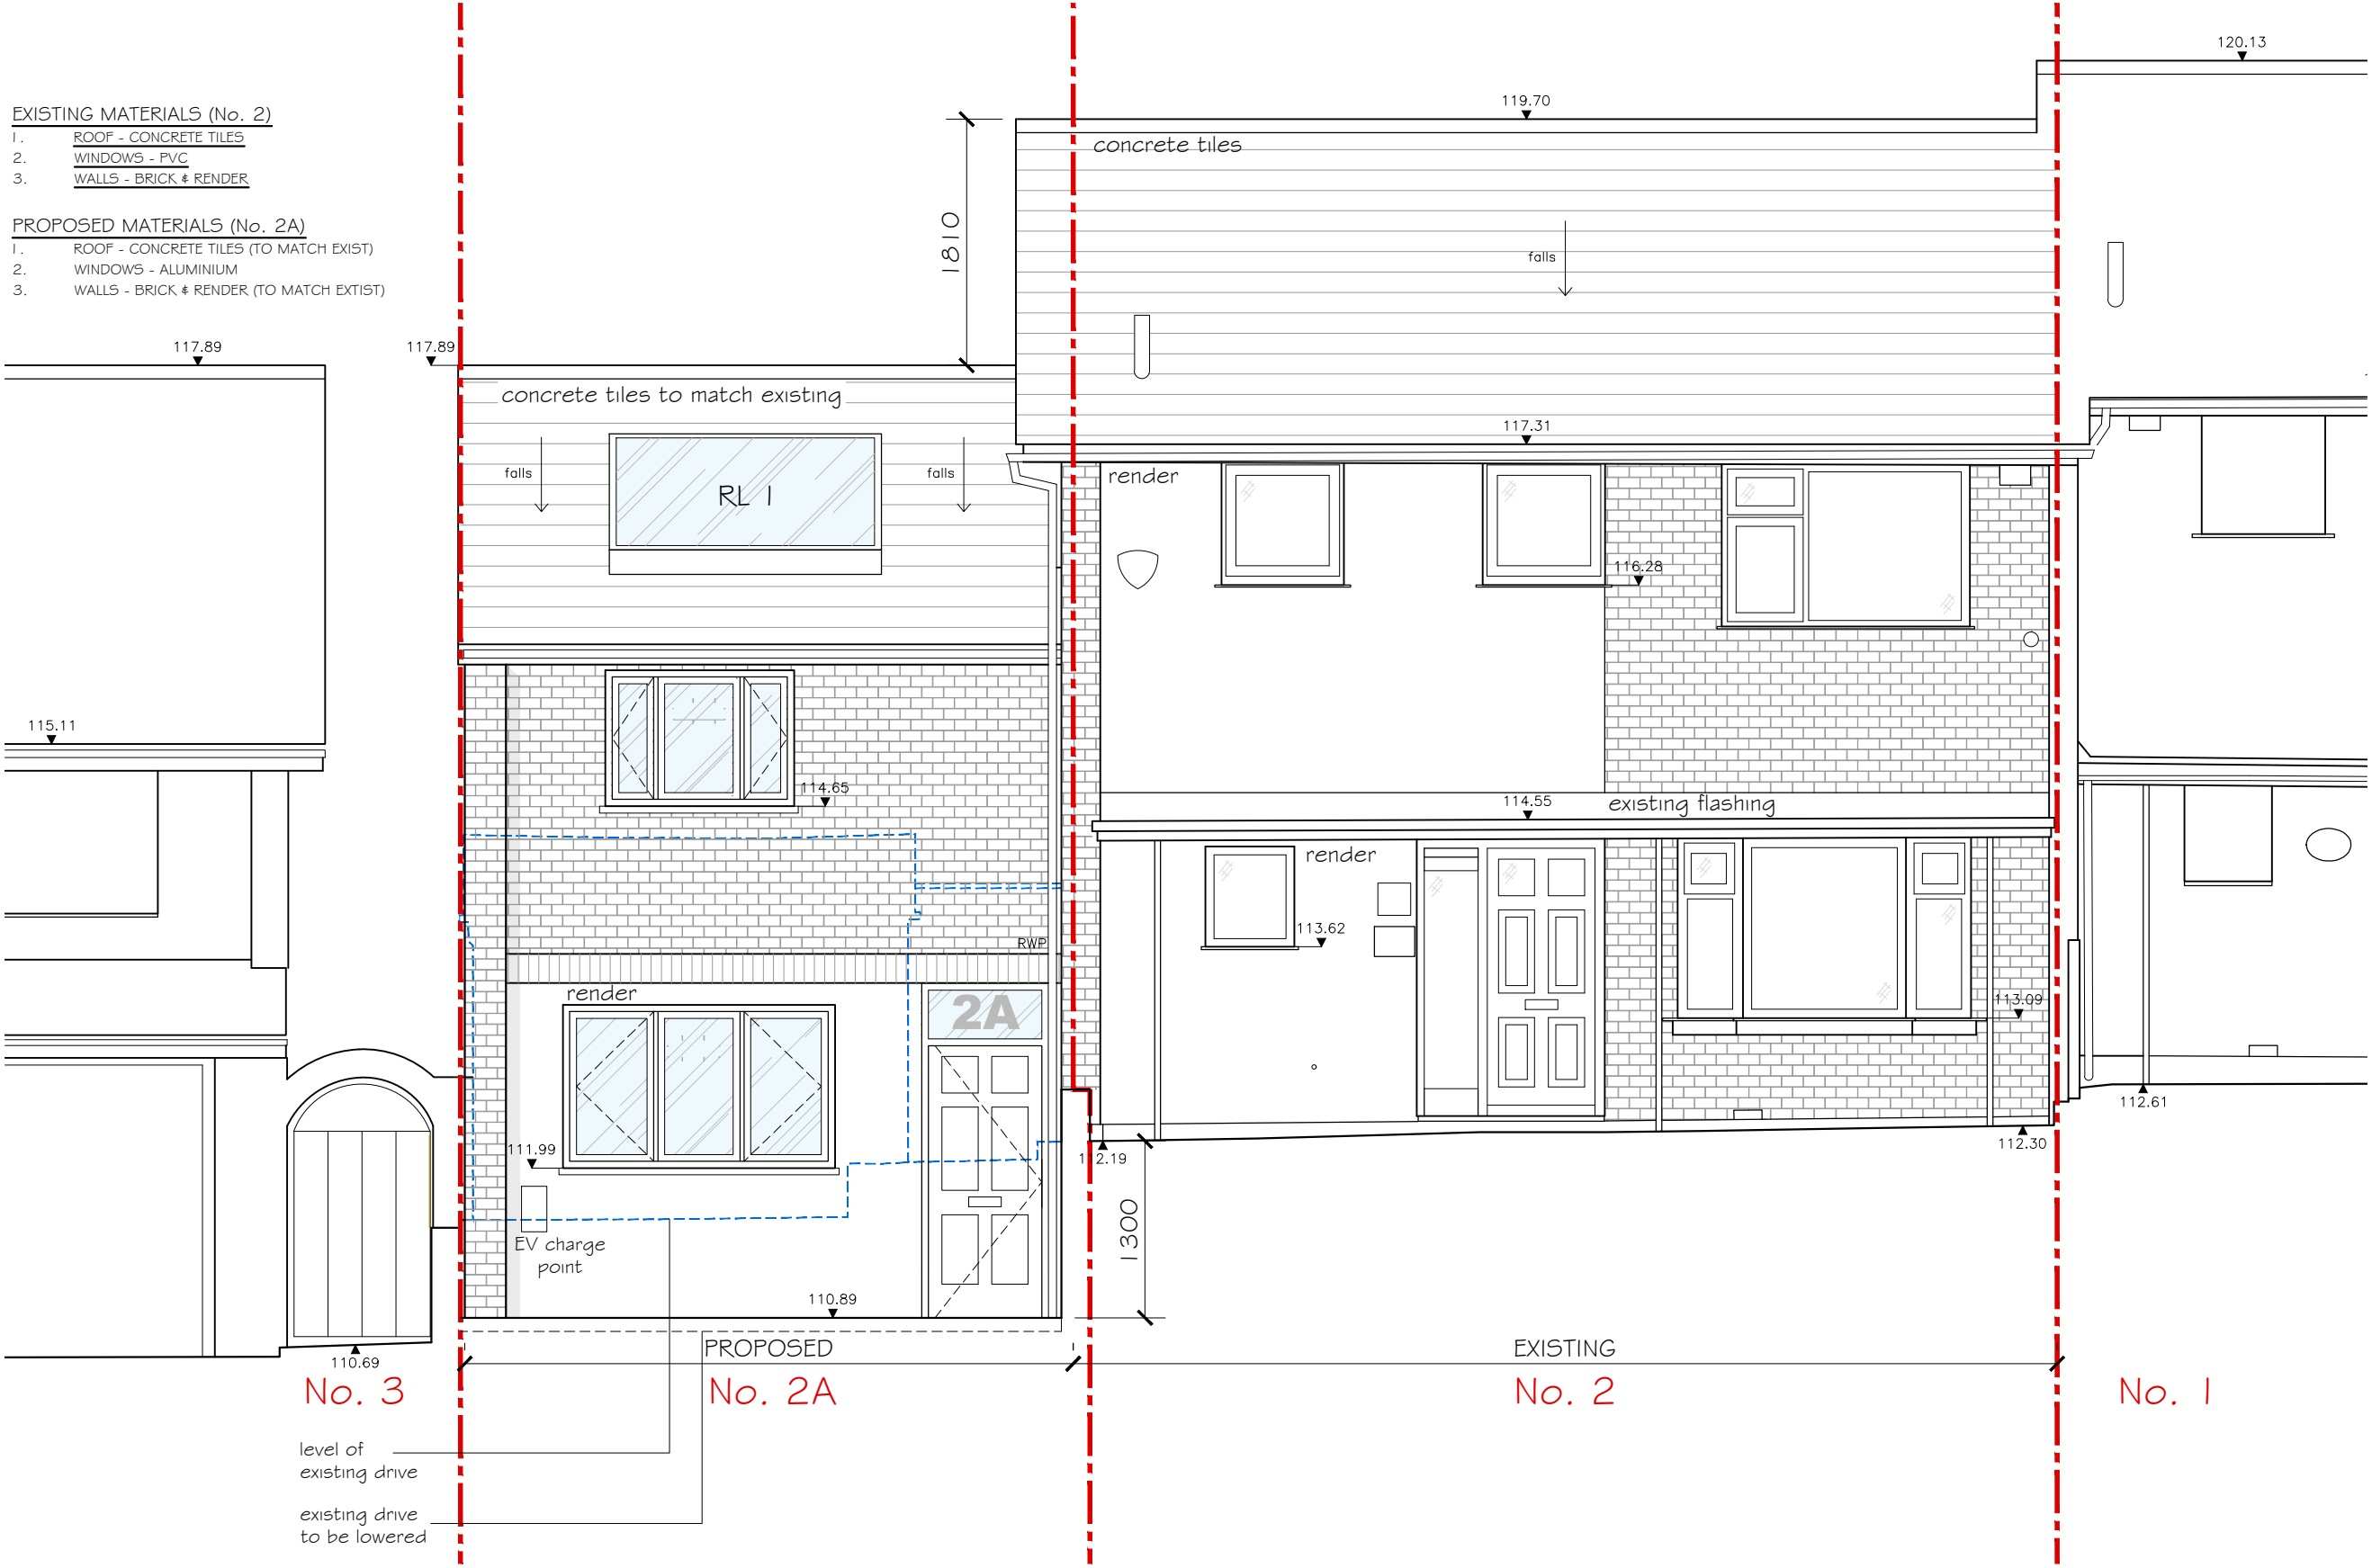 EXISTING MATERIALS (No. 2)
1. ROOF - CONCRETE TILES
2. WINDOWS - PVC
3. WALLS - BRICK & RENDER
PROPOSED MATERIALS (No. 2A)
1. ROOF - CONCRETE TILES (TO MATCH EXIST)
2. WINDOWS - ALUMINIUM
3. WALLS - BRICK & RENDER (TO MATCH EXTIST)
120.13
119.70
concrete tiles
1810
falls
117.89
117.89
concrete tiles to match existing
117.31
falls
falls
render
RL 1
116.28
115.11
114.65
114.55
existing flashing
render
113.62
RWP
render
2A
113.09
112.61
111.99
112.19
112.30
1300
EV charge
point
110.89
110.69
PROPOSED
EXISTING
No. 3
No. 2A
No. 2
No. 1
level of
existing drive
existing drive
to be lowered